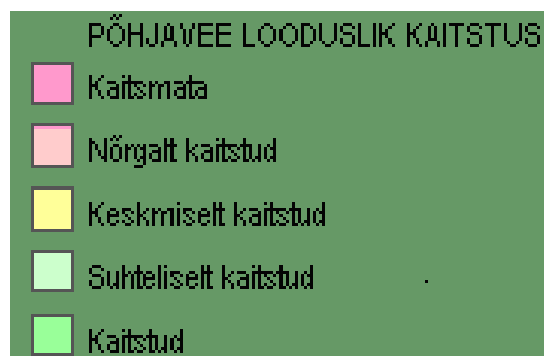 PÕHJAVEE LOODUSLIK KAITSTUS
Kaitsmata
Nõrgalt kaitstud
Keskmiselt kaitstud
Suhteliselt kaitstud
Kaitstud